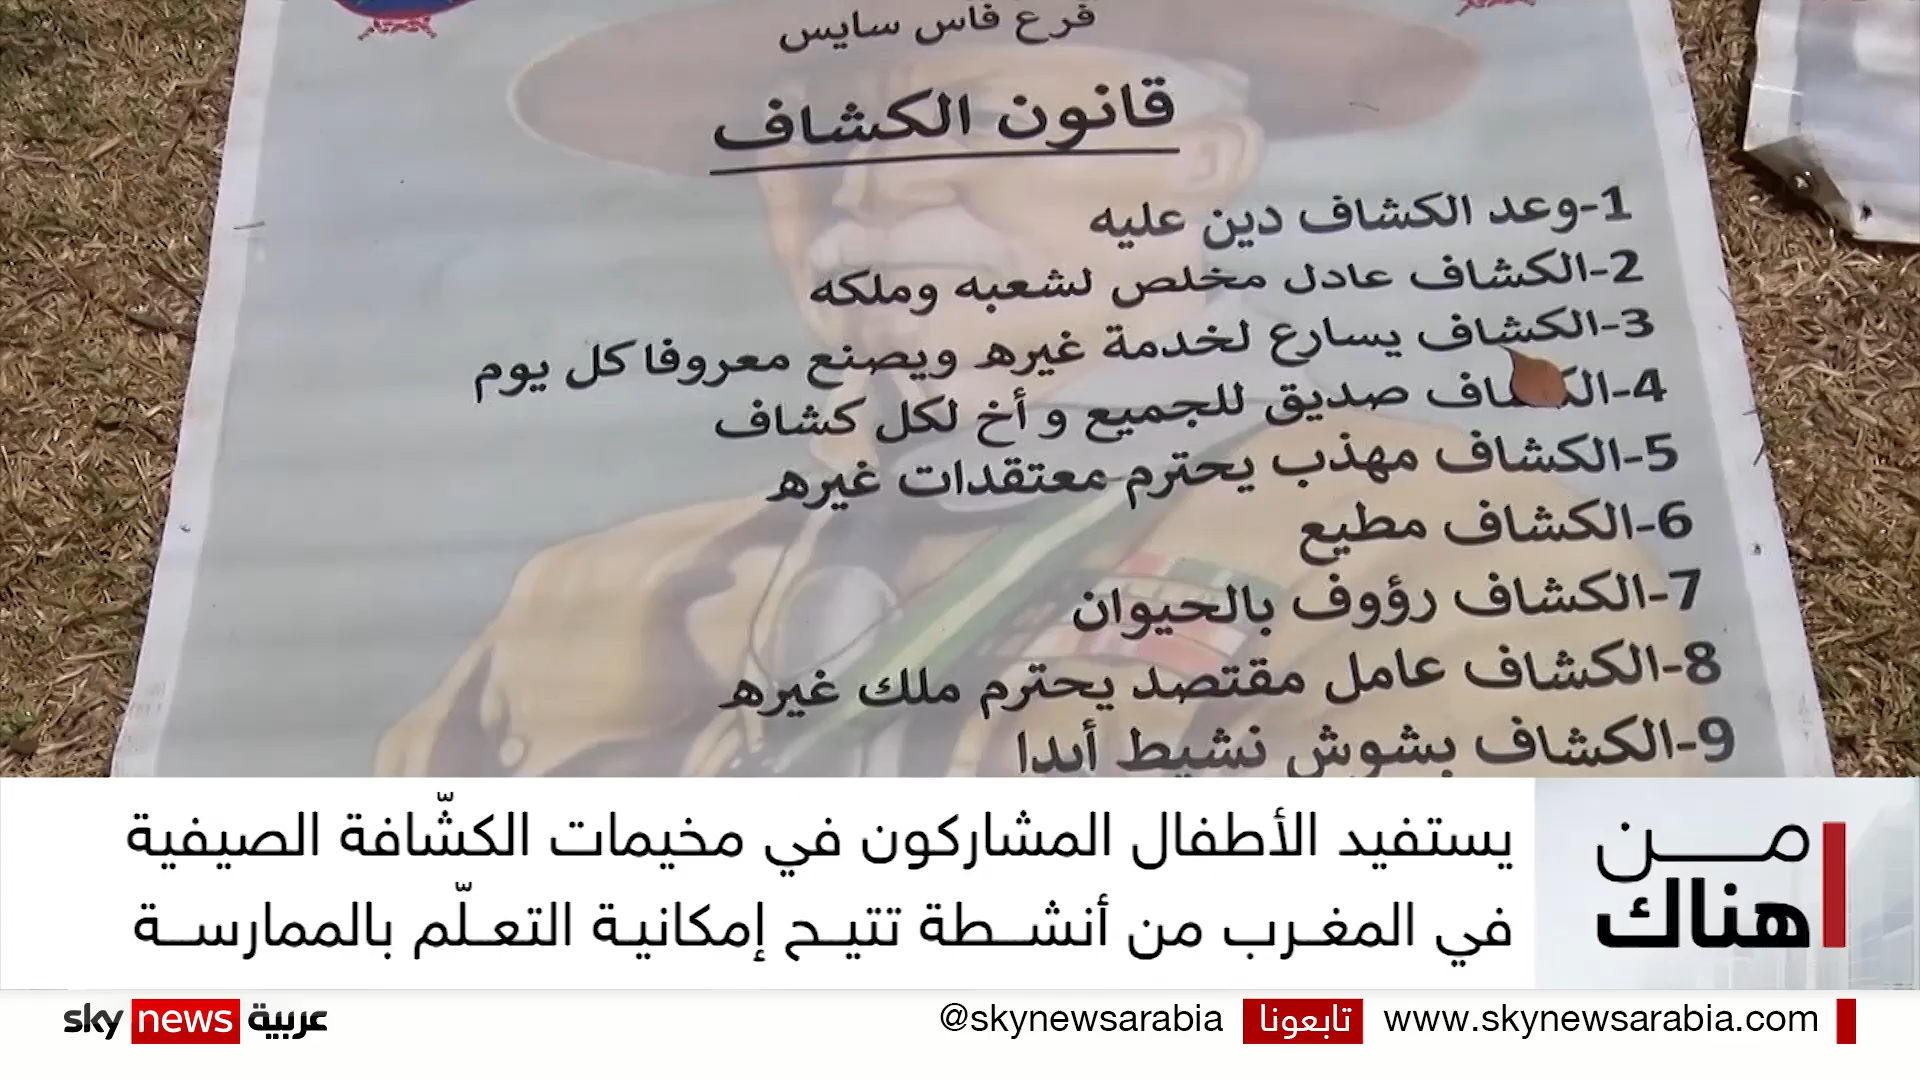 فرع فاس سايس
قانون الكشاف
1-وعد الكشاف دين عليه
2-الكشاف عادل مخلص لشعبه وملكه
3-الكشاف يسارع لخدمة غيره ويصنع معروفا كل يوم
4-الكشاف صديق للجميع و أخ لكل كشاف
5-الكشاف مهذب يحترم معتقدات غيره
6-الكشاف مطيع
7-الكشاف رؤوف بالحيوان
8-الكشاف عامل مقتصد يحترم ملك غيره
9-الكشاف بشوش نشيط أبدا
من هناك
يستفيد الأطفال المشاركون في مخيمات الكشّافة الصيفية
في المغرب من أنشطة تتيح إمكانية التعلّم بالممارسة
sky news عربية
@skynewsarabia تابعونا www.skynewsarabia.com